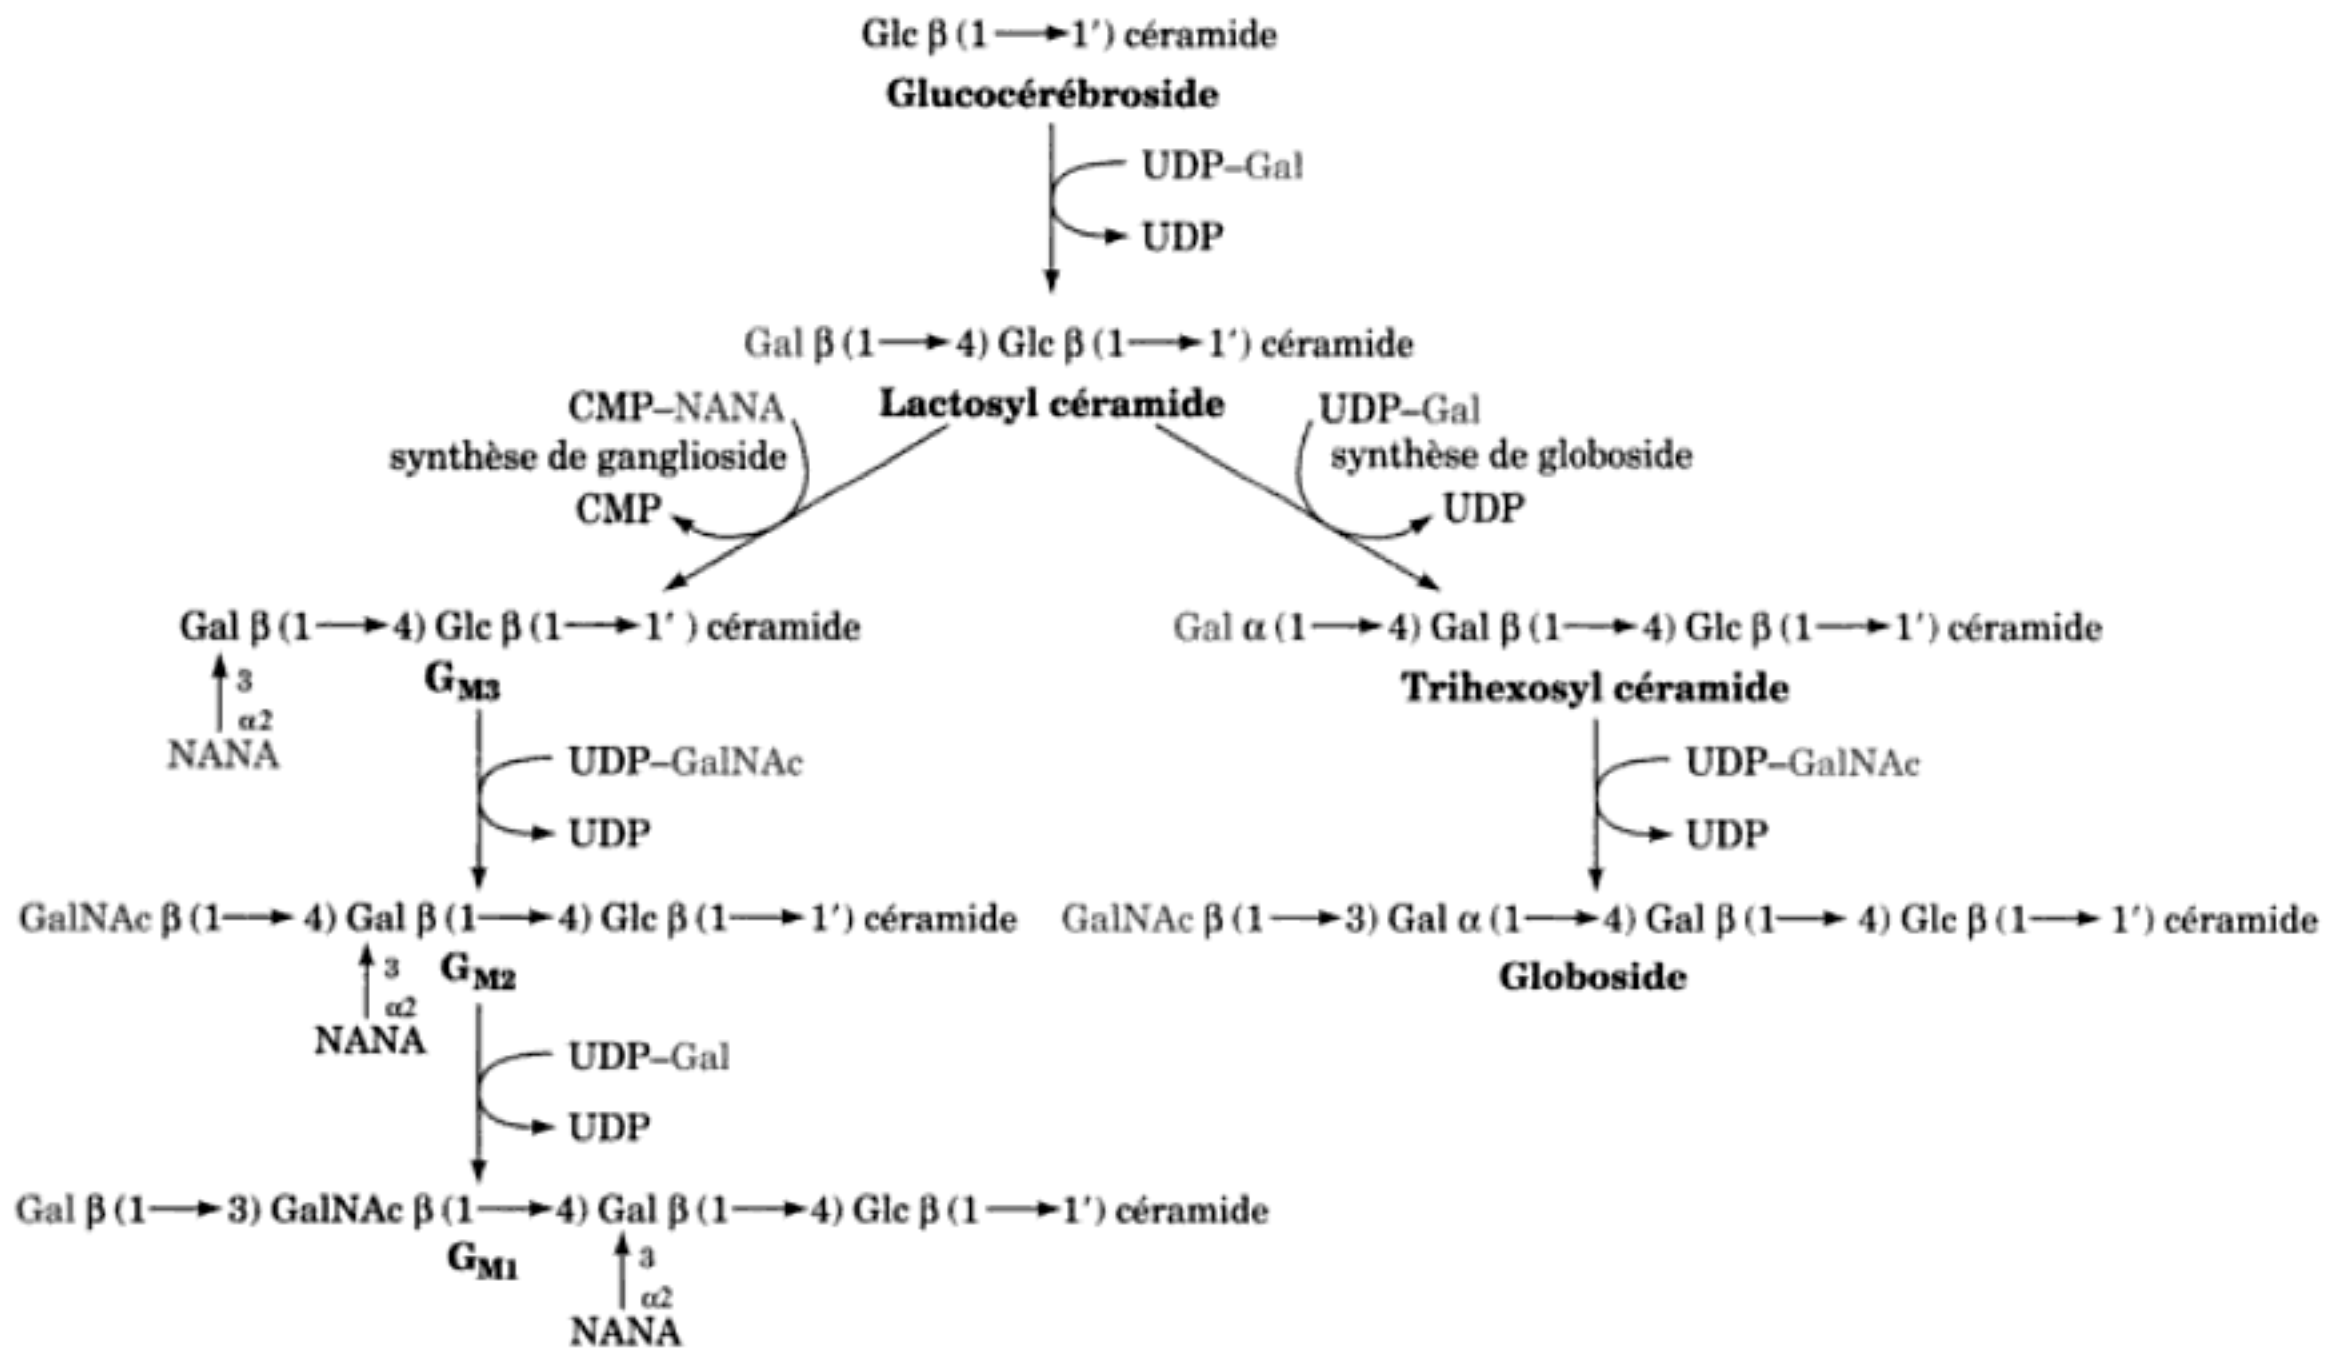 Glc β (1⟶1′) céramide
Glucocérébroside
UDP–Gal
UDP
Gal β (1⟶4) Glc β (1⟶1′) céramide
Lactosyl céramide
CMP–NANA
synthèse de ganglioside
CMP
UDP–Gal
synthèse de globoside
UDP
Gal β (1⟶4) Glc β (1⟶1′ ) céramide
3
α2
NANA
GM3
UDP–GalNAc
UDP
Gal α (1⟶4) Gal β (1⟶4) Glc β (1⟶1′) céramide
Trihexosyl céramide
UDP–GalNAc
UDP
GalNAc β (1⟶4) Gal β (1⟶4) Glc β (1⟶1′) céramide
3
α2
NANA
GM2
UDP–Gal
UDP
GalNAc β (1⟶3) Gal α (1⟶4) Gal β (1⟶4) Glc β (1⟶1′) céramide
Globoside
Gal β (1⟶3) GalNAc β (1⟶4) Gal β (1⟶4) Glc β (1⟶1′) céramide
GM1
3
α2
NANA